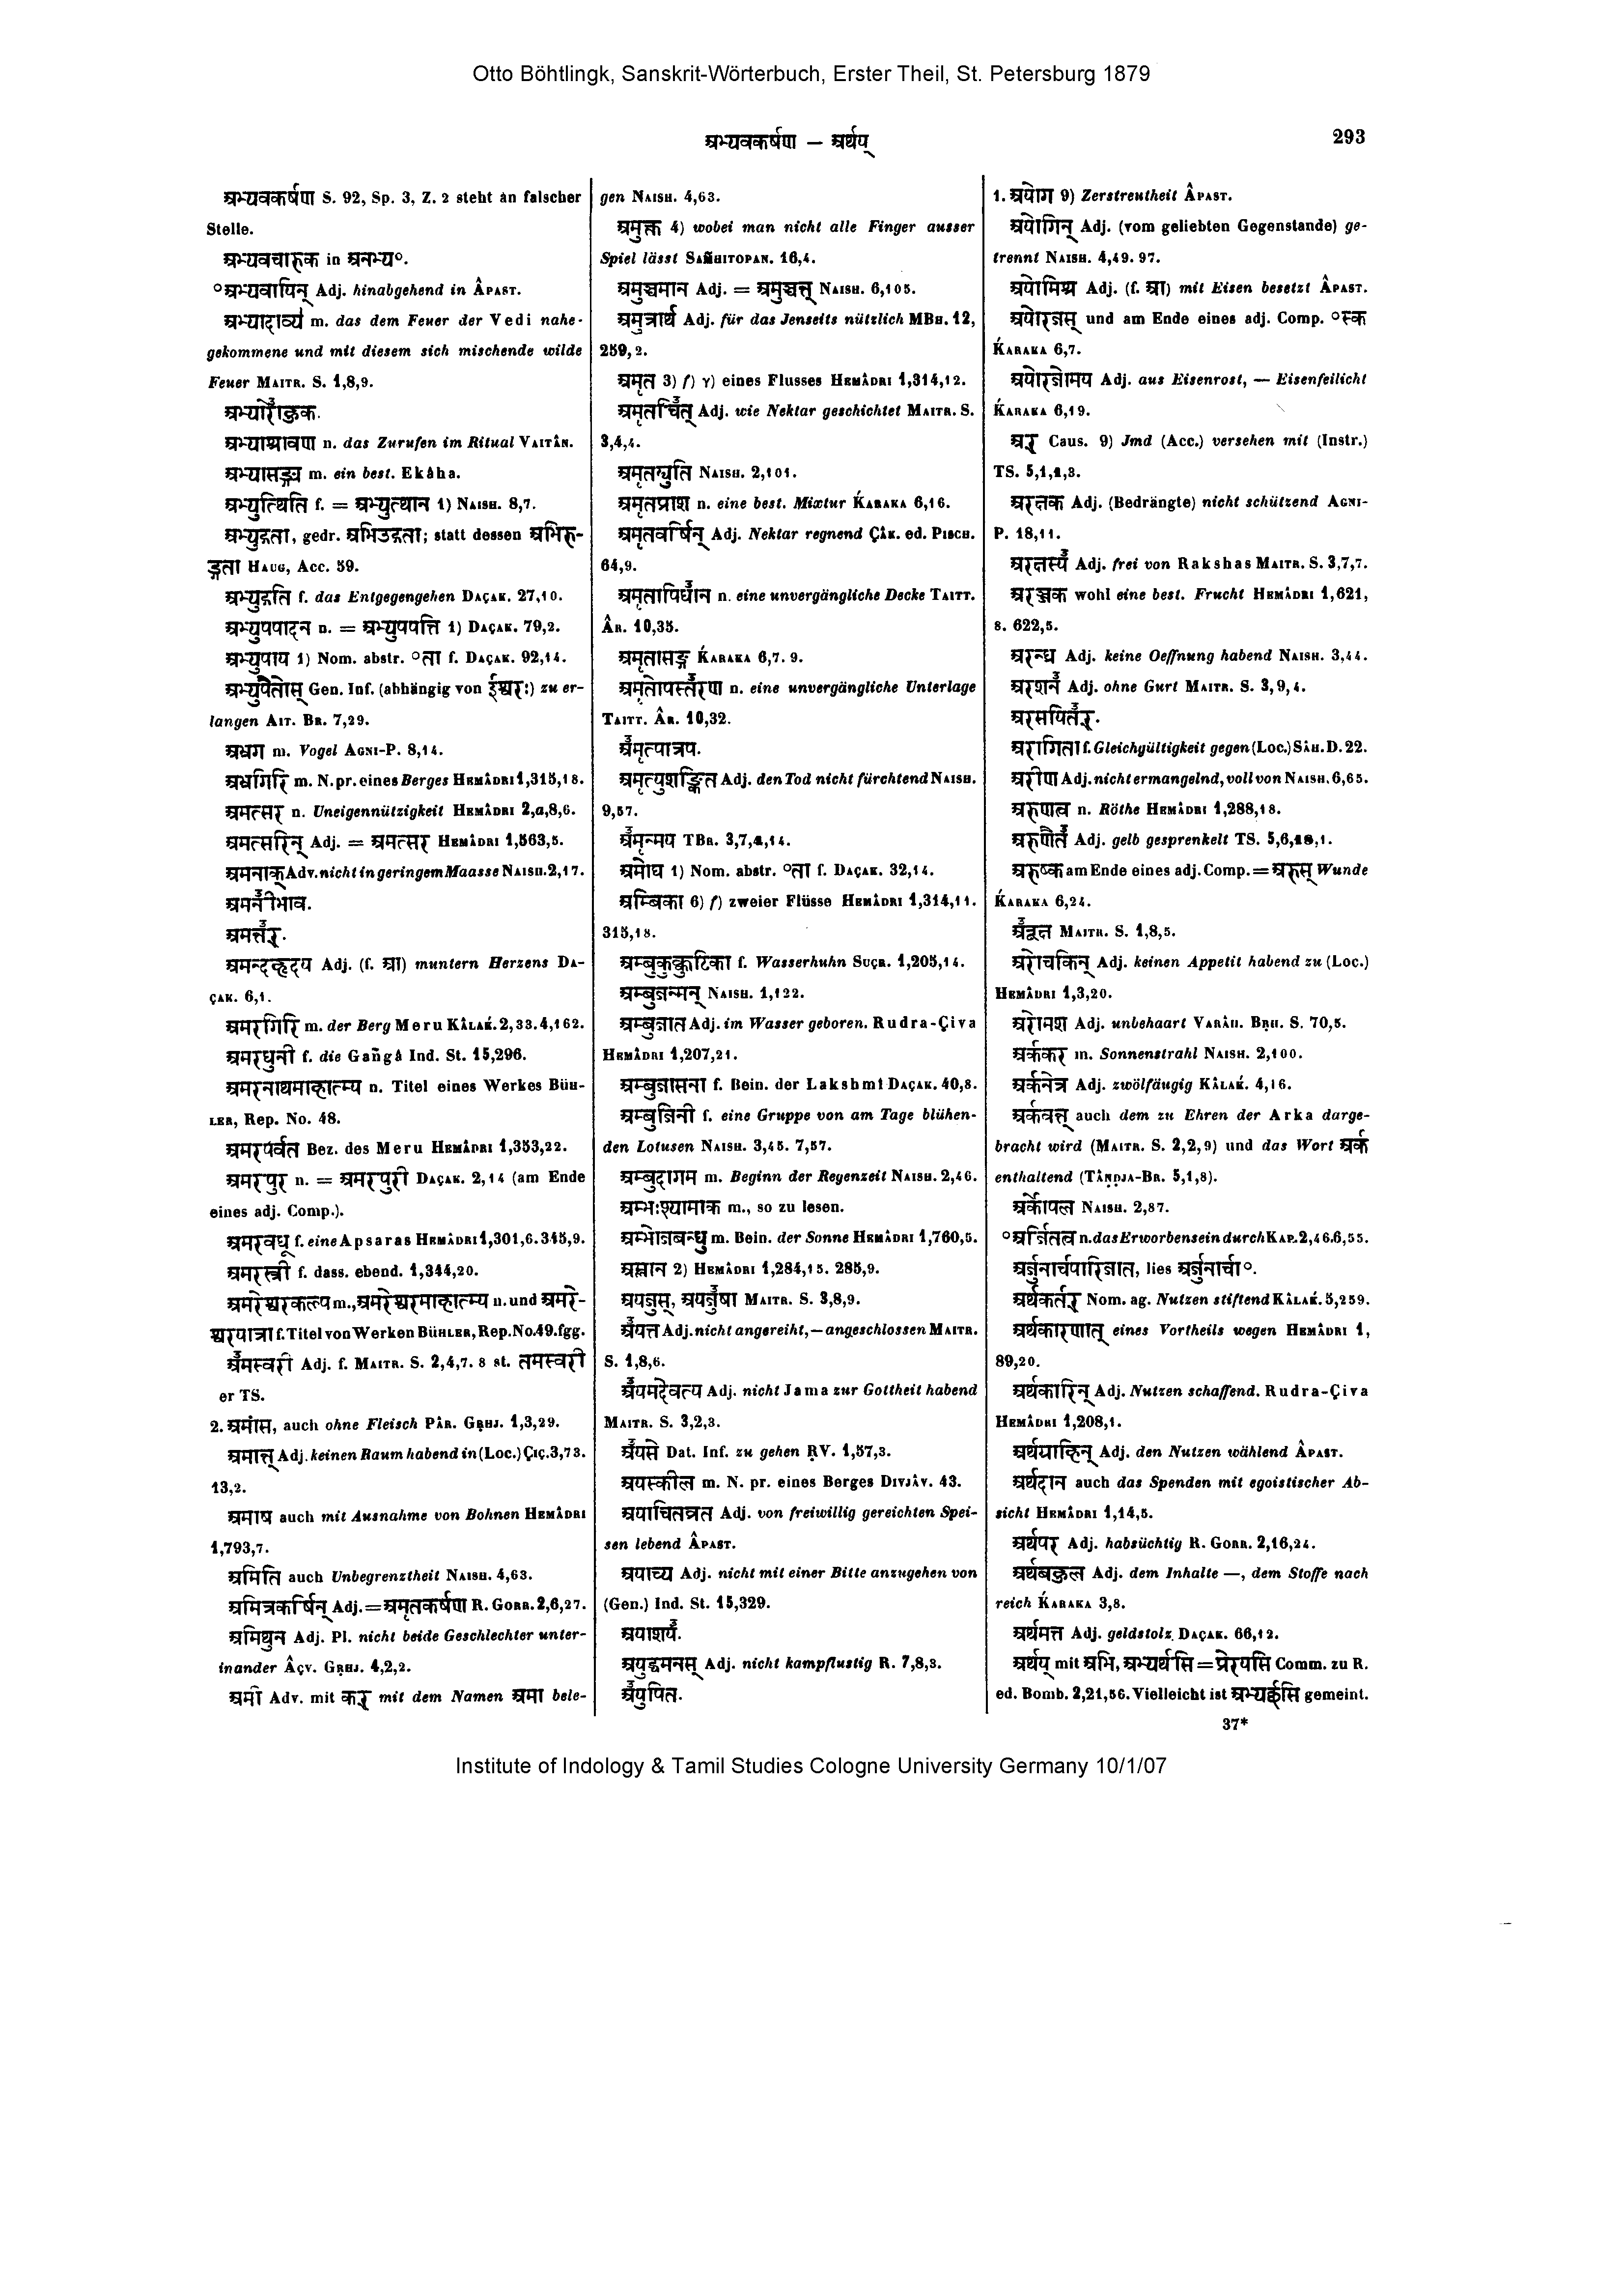 Otto Böhtlingk, Sanskrit-Wörterbuch, Erster Theil, St. Petersburg 1879
अभ्यवकर्षण — अर्थय्
293
अभ्यवकर्षण S. 92, Sp. 3, Z. 2 steht an falscher
Stelle.
अभ्यवचारुक in अनभ्य°.
°अभ्यवायिन् Adj. hinabgehend in Âpast.
अभ्यादाव्य m. das dem Feuer der Vedi nahe-
gekommene und mit diesem sich mischende wilde
Feuer Maitr. S. 1,8,9.
अभ्यारोहुक.
अभ्याश्रावण n. das Zurufen im Ritual Vaitân.
अभ्यासङ्ग्य m. ein best. Ekâha.
अभ्युत्थिति f. = अभ्युत्थान 1) Naish. 8,7.
अभ्युद्गता, gedr. अभिउद्गता; statt dessen अभिरु-
द्गता Haug, Acc. 59.
अभ्युद्गति f. das Entgegengehen Daçak. 27,10.
अभ्युपपादन n. = अभ्युपपत्ति 1) Daçak. 79,2.
अभ्युपाय 1) Nom. abstr. °ता f. Daçak. 92,14.
अभ्युपैतोस् Gen. Inf. (abhängig von ईश्वर:) zu er-
langen Ait. Br. 7,29.
अभ्रग m. Vogel Agni-P. 8,14.
अभ्रगिरि m. N. pr. eines Berges Hemâdri 1,315,18.
अमत्सर n. Uneigennützigkeit Hemâdri 2,a,8,6.
अमत्सरिन् Adj. = अमत्सर Hemâdri 1,563,5.
अमनाक् Adv. nicht in geringem Maasse Naish. 2,17.
अमनीभाव.
अमत्तर्.
अमन्दहृदय Adj. (f. आ) muntern Herzens Da-
çak. 6,1.
अमरगिरि m. der Berg Meru Kâlaḱ. 2,33. 4,162.
अमरधुनी f. die Gañgâ Ind. St. 15,296.
अमरनाथमाहात्म्य n. Titel eines Werkes Büh-
ler, Rep. No. 48.
अमरपर्वत Bez. des Meru Hemâdri 1,353,22.
अमरपुर n. = अमरपुरी Daçak. 2,14 (am Ende
eines adj. Comp.).
अमरवधू f. eine Apsaras Hemâdri 1,301,6. 315,9.
अमरस्त्री f. dass. ebend. 1,344,20.
अमरेश्वरकल्प m., अमरेश्वरमाहात्म्य n. und अमरे-
श्वरयात्रा f. Titel von Werken Bühler, Rep. No. 49. fgg.
अमस्वरी Adj. f. Maitr. S. 2,4,7. 8 st. तमस्वरी
er TS.
2. अमांस, auch ohne Fleisch Pâr. Gṛhj. 1,3,29.
अमात् Adj. keinen Raum habend in (Loc.) Çiç. 3,73.
13,2.
अमाष auch mit Ausnahme von Bohnen Hemâdri
1,793,7.
अमिति auch Unbegrenztheit Naish. 4,63.
अमित्रकर्षिन् Adj. = अमृतकर्षण R. Gorr. 2,6,27.
अमिथुन Adj. Pl. nicht beide Geschlechter unter-
inander Âçv. Gṛhj. 4,2,2.
अमी Adv. mit कर् mit dem Namen अमा bele-
gen Naish. 4,63.
अमुक्त 4) wobei man nicht alle Finger ausser
Spiel lässt Saṁhitopan. 16,4.
अमुच्चमान Adj. = अमुच्चत् Naish. 6,105.
अमुत्रार्थ Adj. für das Jenseits nützlich MBh. 12,
259,2.
अमृत 3) f) γ) eines Flusses Hemâdri 1,314,12.
अमृतचित् Adj. wie Nektar geschichtet Maitr. S.
3,4,4.
अमृतद्युति Naish. 2,101.
अमृतप्राश n. eine best. Mixtur Ḱaraka 6,16.
अमृतवर्षिन् Adj. Nektar regnend Çâk. ed. Pisch.
64,9.
अमृतापिधान n. eine unvergängliche Decke Taitt.
Âr. 10,35.
अमृतासङ्ग Ḱaraka 6,7. 9.
अमृतोपस्तरण n. eine unvergängliche Unterlage
Taitt. Âr. 10,32.
अमृत्पात्रप.
अमृत्युशङ्कित Adj. den Tod nicht fürchtend Naish.
9,57.
अमृन्मय TBr. 3,7,4,14.
अमोघ 1) Nom. abstr. °ता f. Daçak. 32,14.
अम्बिका 6) f) zweier Flüsse Hemâdri 1,314,11.
315,18.
अम्बुकुक्कुटिका f. Wasserhuhn Suçr. 1,205,14.
अम्बुजन्मन् Naish. 1,122.
अम्बुजात Adj. im Wasser geboren. Rudra-Çiva
Hemâdri 1,207,21.
अम्बुजासना f. Bein. der Lakshmî Daçak. 40,8.
अम्बुजिनी f. eine Gruppe von am Tage blühen-
den Lotusen Naish. 3,45. 7,57.
अम्बुदागम m. Beginn der Regenzeit Naish. 2,46.
अम्भःश्यामाक m., so zu lesen.
अम्भोजबन्धु m. Bein. der Sonne Hemâdri 1,760,5.
अम्लान 2) Hemâdri 1,284,15. 285,9.
अयजुस्, अयजुषा Maitr. S. 3,8,9.
अयत्त Adj. nicht angereiht, — angeschlossen Maitr.
S. 1,8,6.
अयमदेवत्य Adj. nicht Jama zur Gottheit habend
Maitr. S. 3,2,3.
अयसे Dat. Inf. zu gehen ṚV. 1,57,3.
अयस्कील m. N. pr. eines Berges Divjâv. 43.
अयाचितव्रत Adj. von freiwillig gereichten Spei-
sen lebend Âpast.
अयाच्य Adj. nicht mit einer Bitte anzugehen von
(Gen.) Ind. St. 15,329.
अयाशय.
अयुद्धमनस् Adj. nicht kampflustig R. 7,8,3.
अयुपित.
1. अयोग 9) Zerstreutheit Âpast.
अयोगिन् Adj. (vom geliebten Gegenstande) ge-
trennt Naish. 4,49. 97.
अयोमिश्र Adj. (f. आ) mit Eisen besetzt Âpast.
अयोरजस् und am Ende eines adj. Comp. °स्क
Ḱaraka 6,7.
अयोरजोमय Adj. aus Eisenrost, — Eisenfeilicht
Ḱaraka 6,19.
अर् Caus. 9) Jmd (Acc.) versehen mit (Instr.)
TS. 5,1,2,3.
अरक्षक Adj. (Bedrängte) nicht schützend Agni-
P. 18,11.
अरक्षस्य Adj. frei von Rakshas Maitr. S. 3,7,7.
अरञ्जक wohl eine best. Frucht Hemâdri 1,621,
8. 622,5.
अरन्ध्र Adj. keine Oeffnung habend Naish. 3,44.
अरशन Adj. ohne Gurt Maitr. S. 3,9,4.
अरसयितर्.
अरागिता f. Gleichgültigkeit gegen (Loc.) Sâh. D. 22.
अरीण Adj. nicht ermangelnd, voll von Naish. 6,65.
अरुणत्व n. Röthe Hemâdri 1,288,18.
अरुणैत Adj. gelb gesprenkelt TS. 5,6,18,1.
अरुष्क am Ende eines adj. Comp. = अरुस् Wunde
Ḱaraka 6,24.
अरूक्ष Maitr. S. 1,8,5.
अरोचकिन् Adj. keinen Appetit habend zu (Loc.)
Hemâdri 1,3,20.
अरोमश Adj. unbehaart Varâh. Bṛh. S. 70,5.
अर्ककर m. Sonnenstrahl Naish. 2,100.
अर्कनेत्र Adj. zwölfäugig Kâlaḱ. 4,16.
अर्कवत् auch dem zu Ehren der Arka darge-
bracht wird (Maitr. S. 2,2,9) und das Wort अर्क
enthaltend (Tâṇḍja-Br. 5,1,8).
अर्कोपल Naish. 2,87.
°अर्जितत्व n. das Erworbensein durch Kap. 2,46. 6,55.
अर्जुनार्चपारिजात, lies अर्जुनार्चा°.
अर्थकर्तर् Nom. ag. Nutzen stiftend Kâlaḱ. 5,259.
अर्थकारणात् eines Vortheils wegen Hemâdri 1,
89,20.
अर्थकारिन् Adj. Nutzen schaffend. Rudra-Çiva
Hemâdri 1,208,1.
अर्थग्राहिन् Adj. den Nutzen wählend Âpast.
अर्थदान auch das Spenden mit egoistischer Ab-
sicht Hemâdri 1,14,5.
अर्थपर Adj. habsüchtig R. Gorr. 2,16,24.
अर्थबहुल Adj. dem Inhalte —, dem Stoffe nach
reich Ḱaraka 3,8.
अर्थमत्त Adj. geldstolz Daçak. 66,12.
अर्थय् mit अभि, अभ्यर्थसि = प्रेरयसि Comm. zu R.
ed. Bomb. 2,21,56. Vielleicht ist अभ्यर्हसि gemeint.
37*
Institute of Indology & Tamil Studies Cologne University Germany 10/1/07